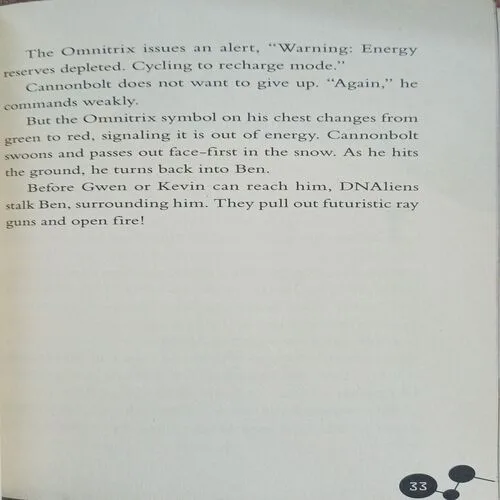 The Omnitrix issues an alert, “Warning: Energy
reserves depleted. Cycling to recharge mode.”
Cannonbolt does not want to give up. “Again,” he
commands weakly.
But the Omnitrix symbol on his chest changes from
green to red, signaling it is out of energy. Cannonbolt
swoons and passes out face-first in the snow. As he hits
the ground, he turns back into Ben.
Before Gwen or Kevin can reach him, DNAliens
stalk Ben, surrounding him. They pull out futuristic ray
guns and open fire!
33